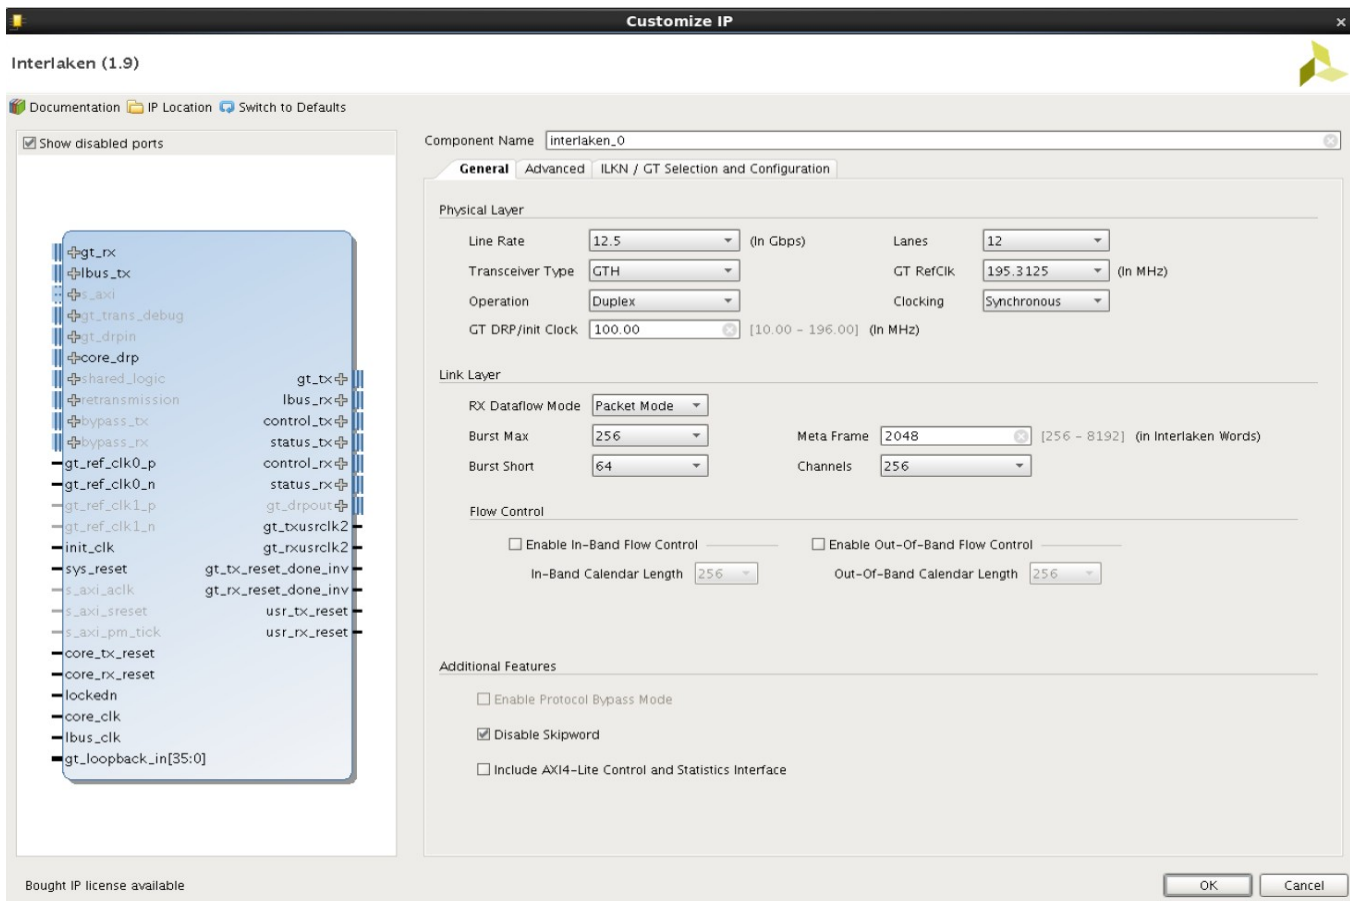 Customize IP
Interlaken (1.9)
Documentation IP Location Switch to Defaults
Show disabled ports
gt_rx
lbus_tx
s_axi
gt_trans_debug
gt_drpin
core_drp
shared_logic gt_tx
retransmission lbus_rx
bypass_tx control_tx
bypass_rx status_tx
gt_ref_clk0_p control_rx
gt_ref_clk0_n status_rx
gt_ref_clk1_p gt_drpout
gt_ref_clk1_n gt_txusrclk2
init_clk gt_rxusrclk2
sys_reset gt_tx_reset_done_inv
s_axi_aclk gt_rx_reset_done_inv
s_axi_sreset usr_tx_reset
s_axi_pm_tick usr_rx_reset
core_tx_reset
core_rx_reset
lockedn
core_clk
lbus_clk
gt_loopback_in[35:0]
Component Name interlaken_0
General Advanced ILKN / GT Selection and Configuration
Physical Layer
Line Rate 12.5 (In Gbps) Lanes 12
Transceiver Type GTH GT RefClk 195.3125 (In MHz)
Operation Duplex Clocking Synchronous
GT DRP/init Clock 100.00 [10.00 - 196.00] (In MHz)
Link Layer
RX Dataflow Mode Packet Mode
Burst Max 256 Meta Frame 2048 [256 - 8192] (in Interlaken Words)
Burst Short 64 Channels 256
Flow Control
Enable In-Band Flow Control Enable Out-Of-Band Flow Control
In-Band Calendar Length 256 Out-Of-Band Calendar Length 256
Additional Features
Enable Protocol Bypass Mode
Disable Skipword
Include AXI4-Lite Control and Statistics Interface
Bought IP license available
OK Cancel